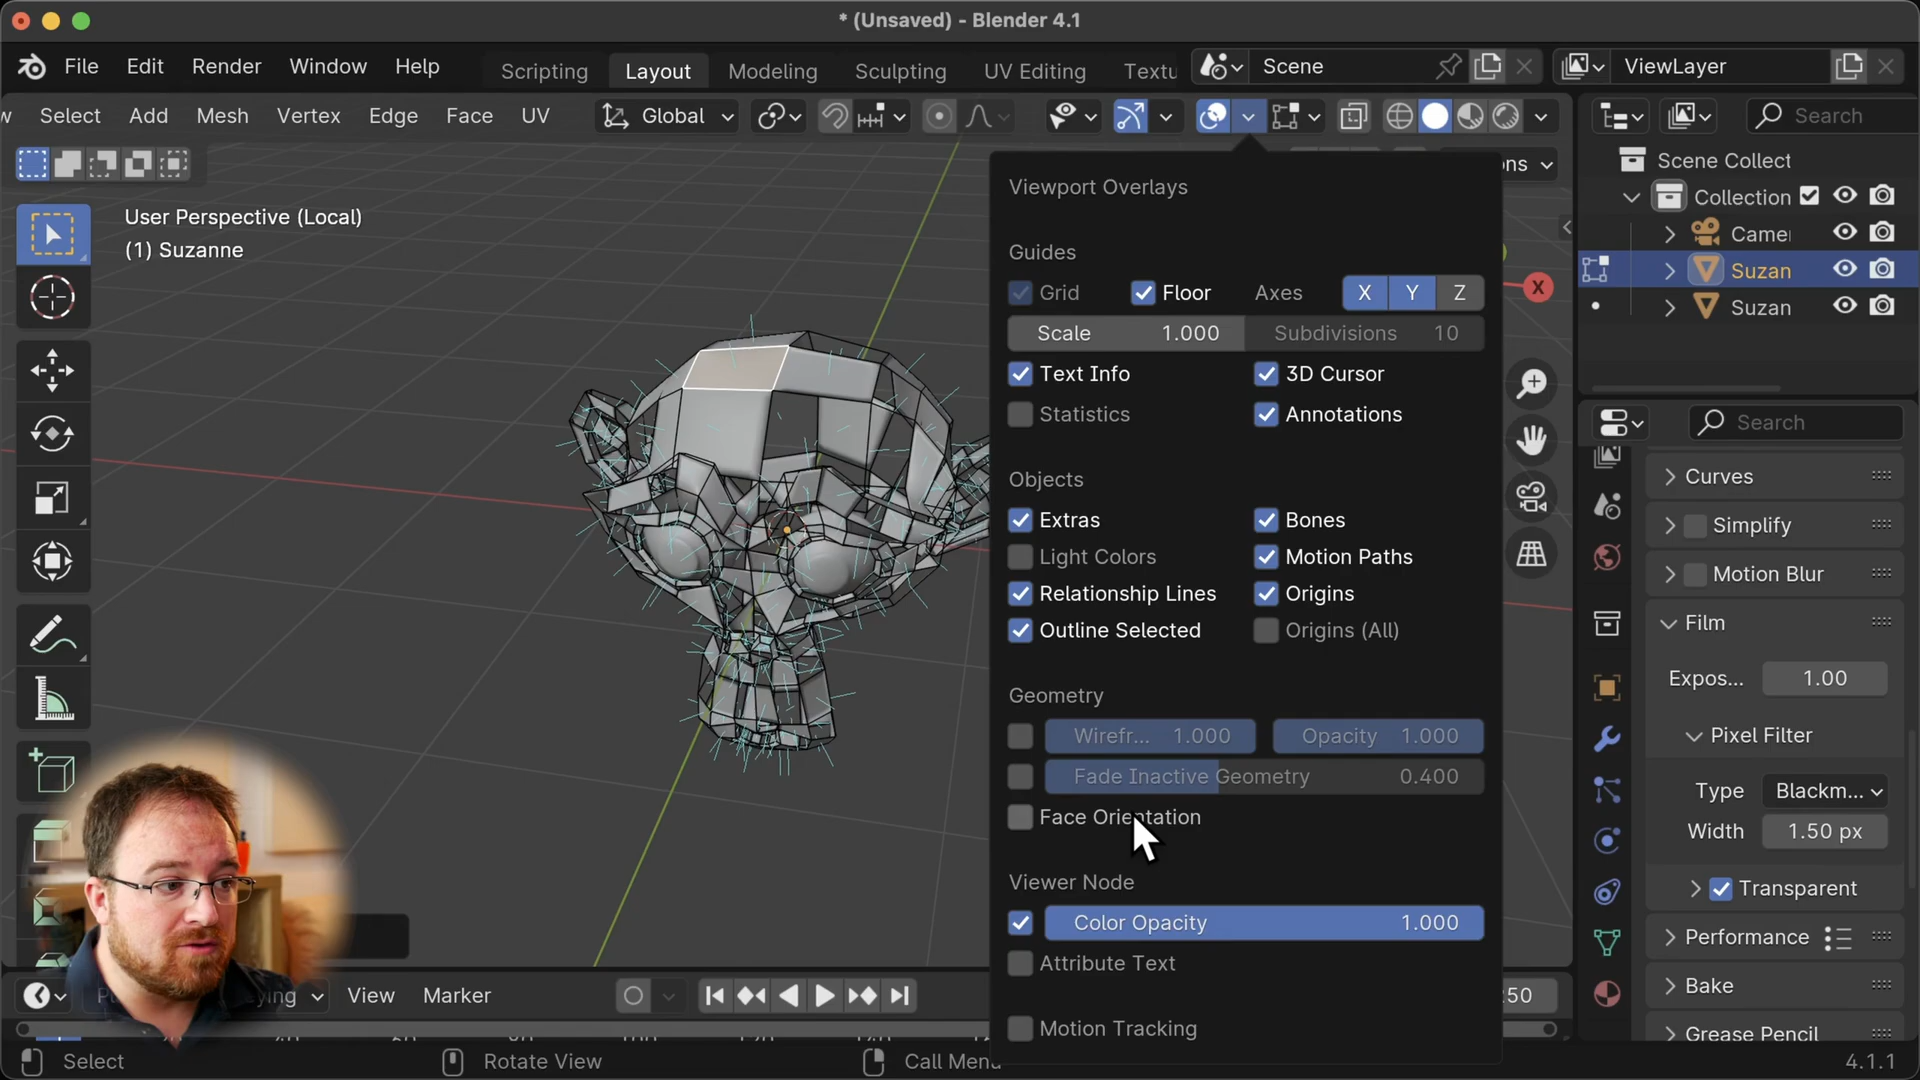 * (Unsaved) - Blender 4.1
File Edit Render Window Help Scripting Layout Modeling Sculpting UV Editing Textu Scene ViewLayer
w Select Add Mesh Vertex Edge Face UV Global Search
ons
User Perspective (Local)
(1) Suzanne
Viewport Overlays
Guides
Grid Floor Axes X Y Z
Scale 1.000 Subdivisions 10
Text Info 3D Cursor
Statistics Annotations
Objects
Extras Bones
Light Colors Motion Paths
Relationship Lines Origins
Outline Selected Origins (All)
Geometry
Wirefr... 1.000 Opacity 1.000
Fade Inactive Geometry 0.400
Face Orientation
Viewer Node
Color Opacity 1.000
Attribute Text
Motion Tracking
X
Scene Collect
Collection
Came
Suzan
Suzan
Search
Curves
Simplify
Motion Blur
Film
Expos... 1.00
Pixel Filter
Type Blackm...
Width 1.50 px
Transparent
Performance
Bake
Grease Pencil
ying View Marker 50
Select Rotate View Call Menu 4.1.1